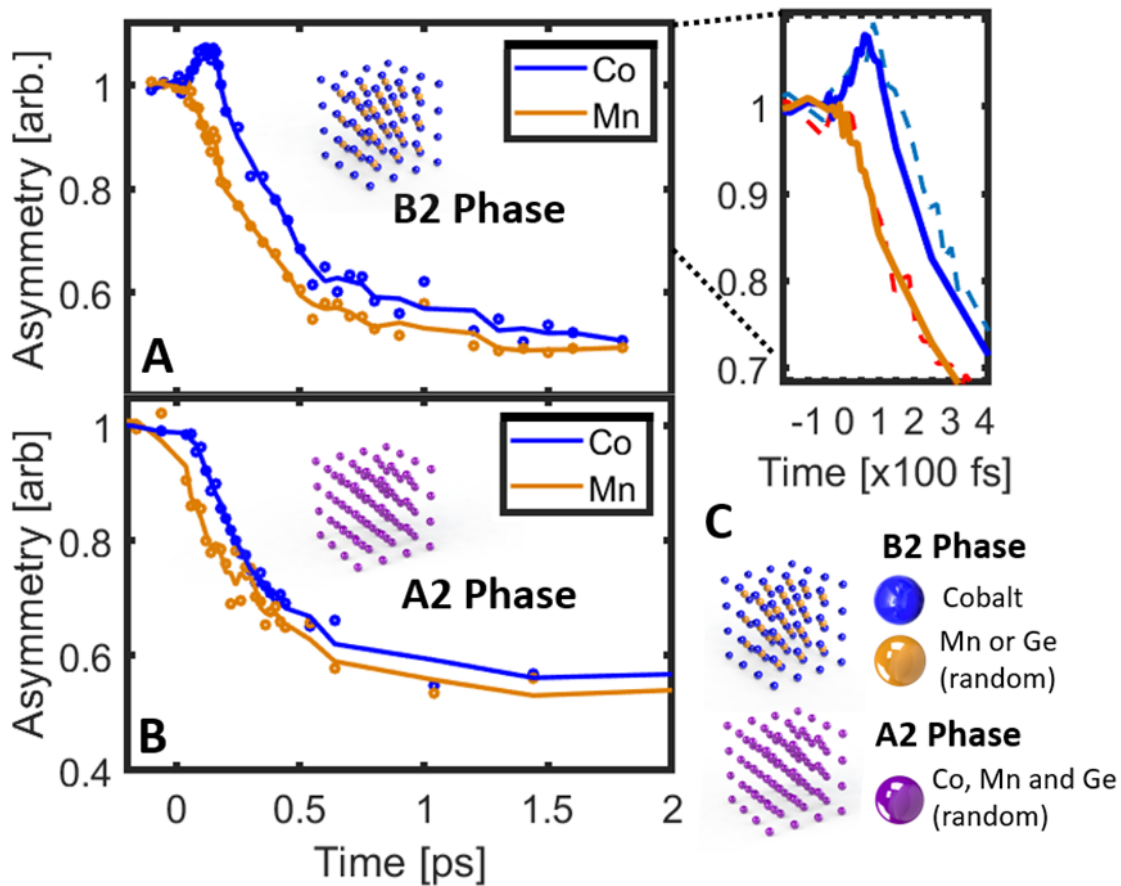 Asymmetry [arb.]
1
0.8
0.6
Co
Mn
B2 Phase
A
1
0.9
0.8
0.7
-1 0 1 2 3 4
Time [x100 fs]
Asymmetry [arb]
1
0.8
0.6
0.4
Co
Mn
A2 Phase
B
0 0.5 1 1.5 2
Time [ps]
C
B2 Phase
Cobalt
Mn or Ge
(random)
A2 Phase
Co, Mn and Ge
(random)